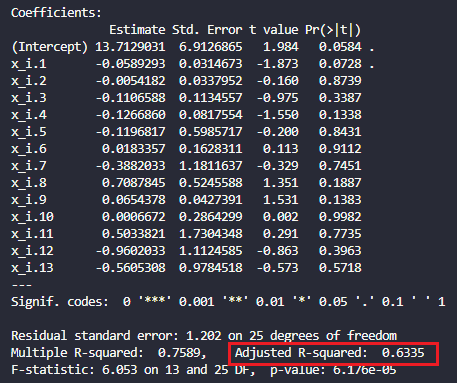 Coefficients:
Estimate Std. Error t value Pr(>|t|)
(Intercept) 13.7129031 6.9126865 1.984 0.0584 .
x_i.1 -0.0589293 0.0314673 -1.873 0.0728 .
x_i.2 -0.0054182 0.0337952 -0.160 0.8739
x_i.3 -0.1106588 0.1134557 -0.975 0.3387
x_i.4 -0.1266860 0.0817554 -1.550 0.1338
x_i.5 -0.1196817 0.5985717 -0.200 0.8431
x_i.6 0.0183357 0.1628311 0.113 0.9112
x_i.7 -0.3882033 1.1811637 -0.329 0.7451
x_i.8 0.7087845 0.5245588 1.351 0.1887
x_i.9 0.0654378 0.0427391 1.531 0.1383
x_i.10 0.0006672 0.2864299 0.002 0.9982
x_i.11 0.5033821 1.7304348 0.291 0.7735
x_i.12 -0.9602033 1.1124585 -0.863 0.3963
x_i.13 -0.5605308 0.9784518 -0.573 0.5718
---
Signif. codes: 0 '***' 0.001 '**' 0.01 '*' 0.05 '.' 0.1 ' ' 1
Residual standard error: 1.202 on 25 degrees of freedom
Multiple R-squared: 0.7589, Adjusted R-squared: 0.6335
F-statistic: 6.053 on 13 and 25 DF, p-value: 6.176e-05